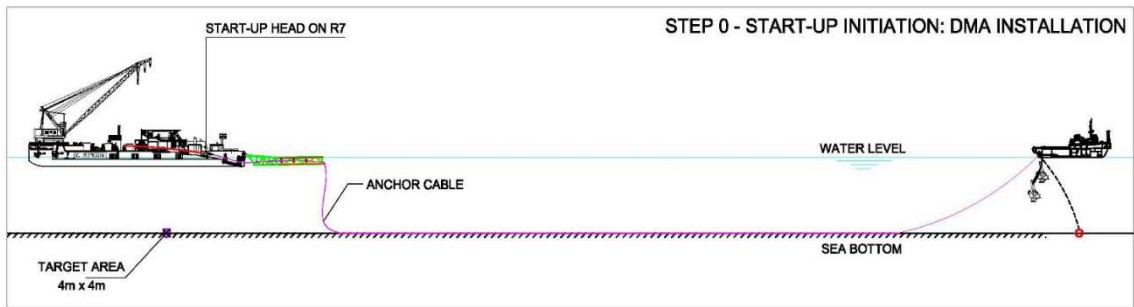 STEP 0 - START-UP INITIATION: DMA INSTALLATION
START-UP HEAD ON R7
WATER LEVEL
ANCHOR CABLE
SEA BOTTOM
TARGET AREA
4m x 4m